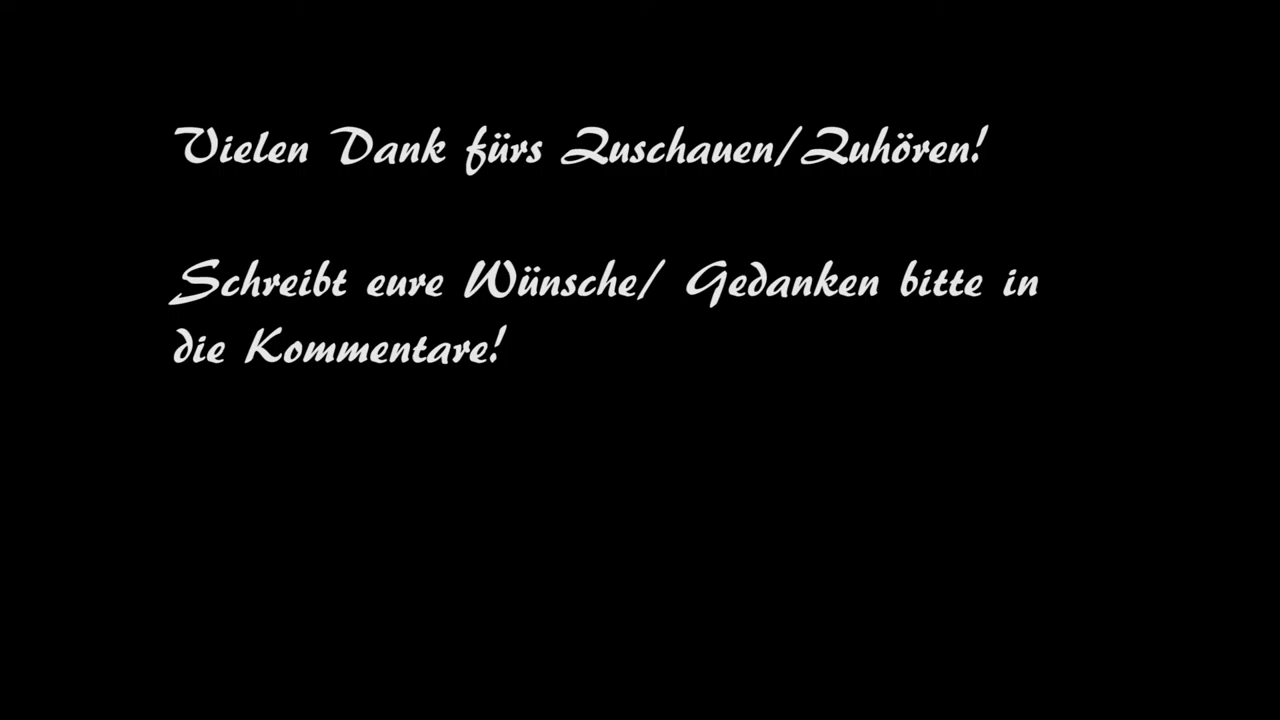 Vielen Dank fürs Zuschauen/Zuhören!
Schreibt eure Wünsche/ Gedanken bitte in
die Kommentare!